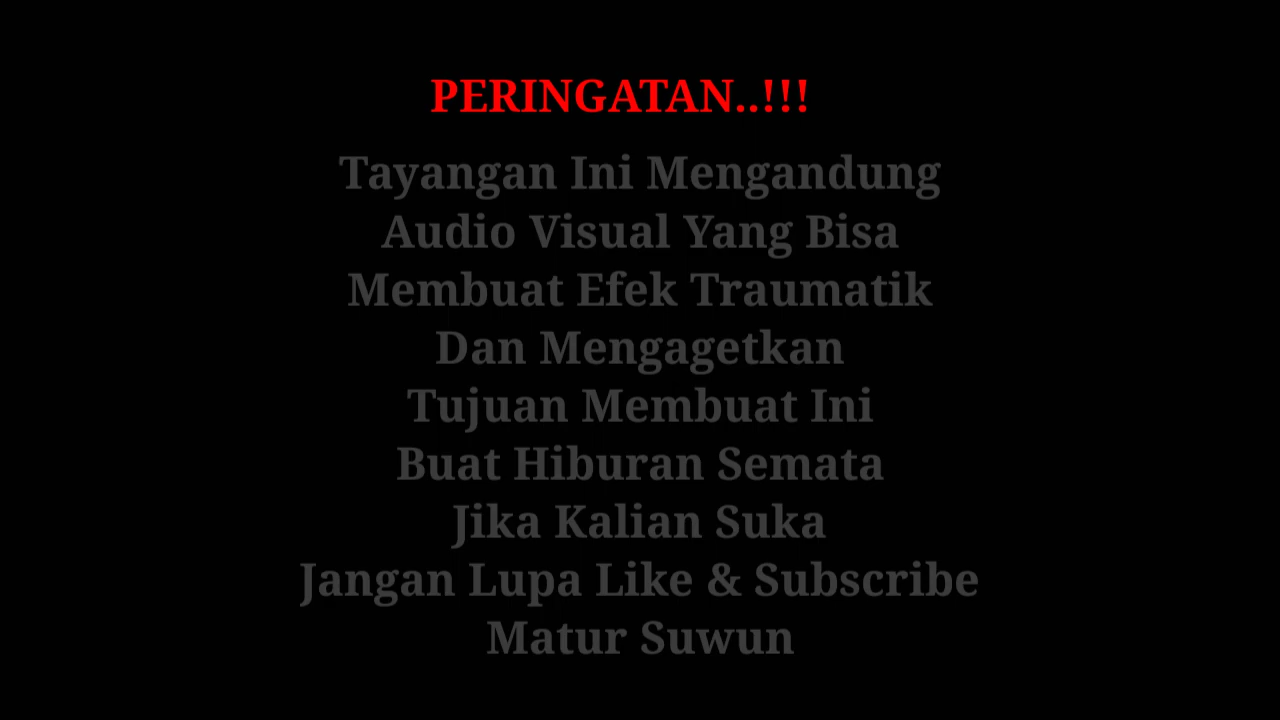 PERINGATAN..!!!
Tayangan Ini Mengandung
Audio Visual Yang Bisa
Membuat Efek Traumatik
Dan Mengagetkan
Tujuan Membuat Ini
Buat Hiburan Semata
Jika Kalian Suka
Jangan Lupa Like & Subscribe
Matur Suwun